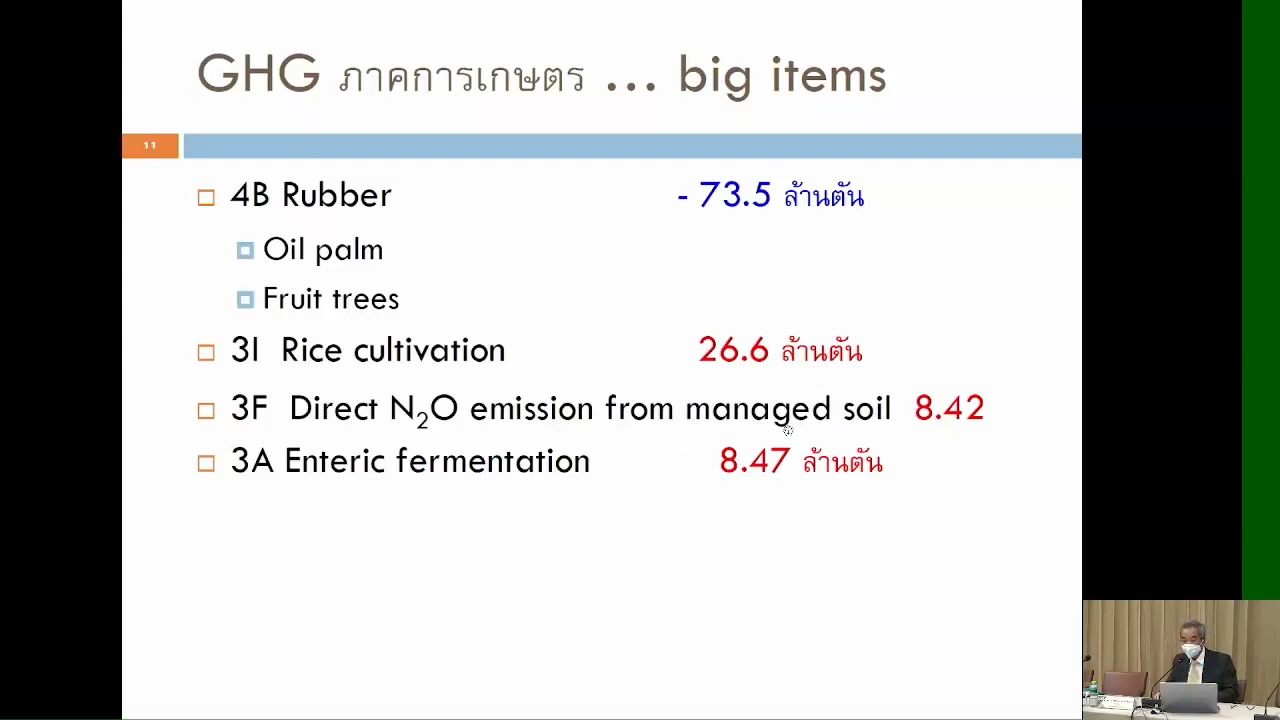 GHG ภาคการเกษตร ... big items
11
4B Rubber - 73.5 ล้านตัน
Oil palm
Fruit trees
3I Rice cultivation 26.6 ล้านตัน
3F Direct N₂O emission from managed soil 8.42
3A Enteric fermentation 8.47 ล้านตัน